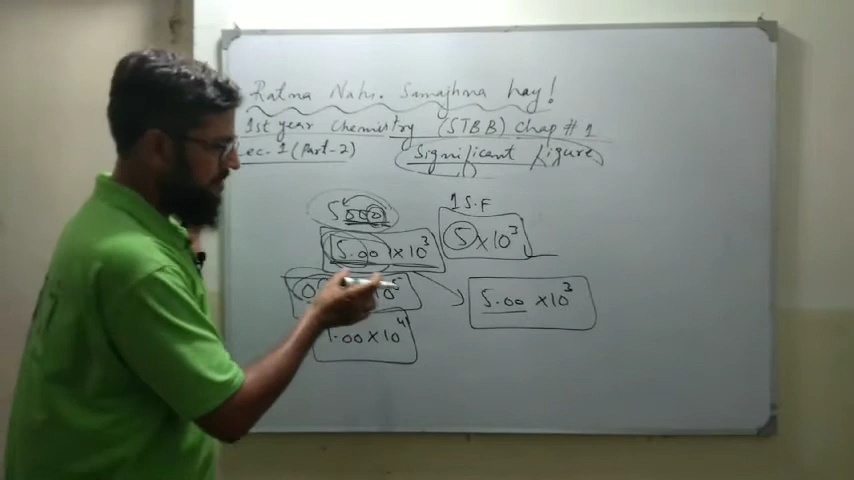 Ratna Nahi. Samajhna hay!
1st year Chemistry (STBB) Chap # 1
Lec. 1 (Part-2) Significant figure
1 S.F
5000
5 × 10³
5.00 × 10³
5.00 × 10³
1.00 × 10⁴